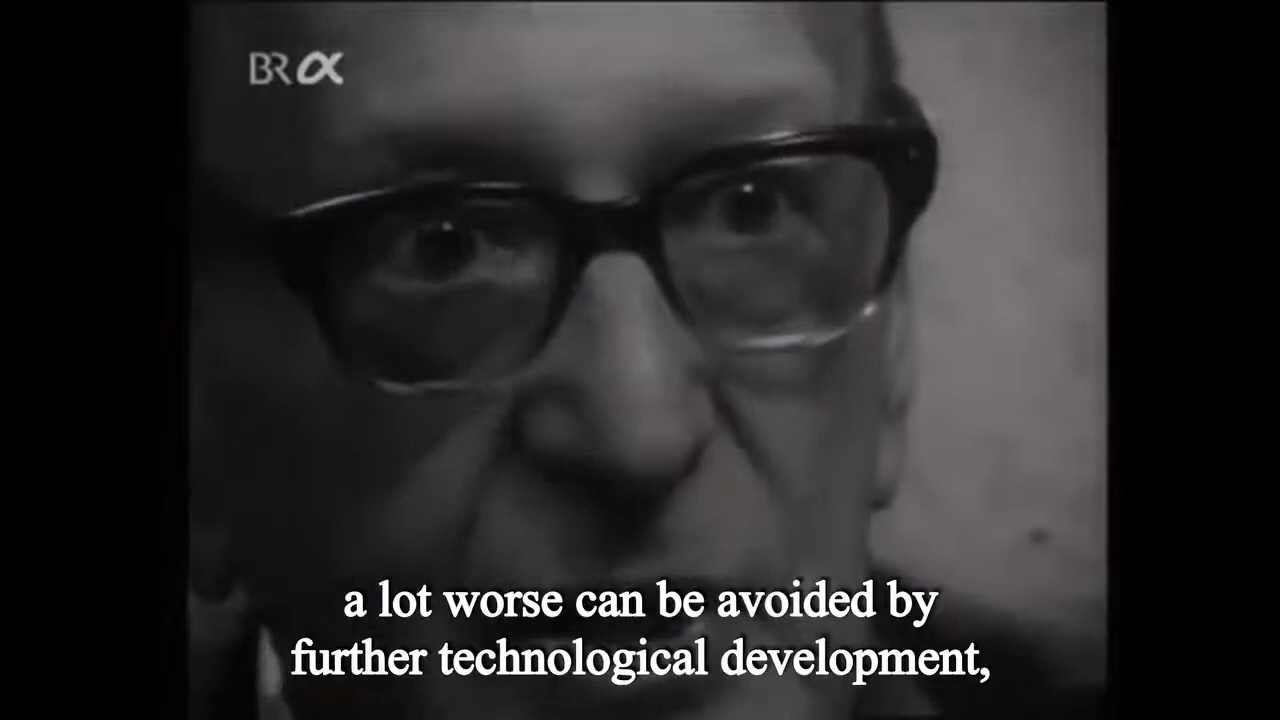 BR α
a lot worse can be avoided by
further technological development,